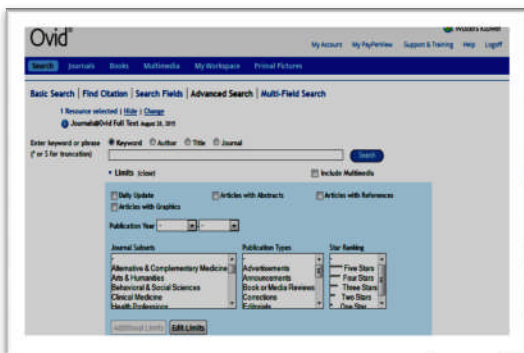 Wolters Kluwer
Ovid®
My Account My PayPerView Support & Training Help Logoff
Search Journals Books Multimedia My Workspace Primal Pictures
Basic Search | Find Citation | Search Fields | Advanced Search | Multi-Field Search
1 Resource selected | Hide | Change
Journals@Ovid Full Text August 28, 2015
Enter keyword or phrase
(* or $ for truncation)
Keyword Author Title Journal
Search
Limits (close)
Include Multimedia
Daily Update Articles with Abstracts Articles with References
Articles with Graphics
Publication Year - -
Journal Subsets Publication Types Star Ranking
- - -
Alternative & Complementary Medicine Advertisements ***** Five Stars
Arts & Humanities Announcements **** Four Stars
Behavioral & Social Sciences Book or Media Reviews *** Three Stars
Clinical Medicine Corrections ** Two Stars
Health Professions Editorials * One Star
Additional Limits Edit Limits